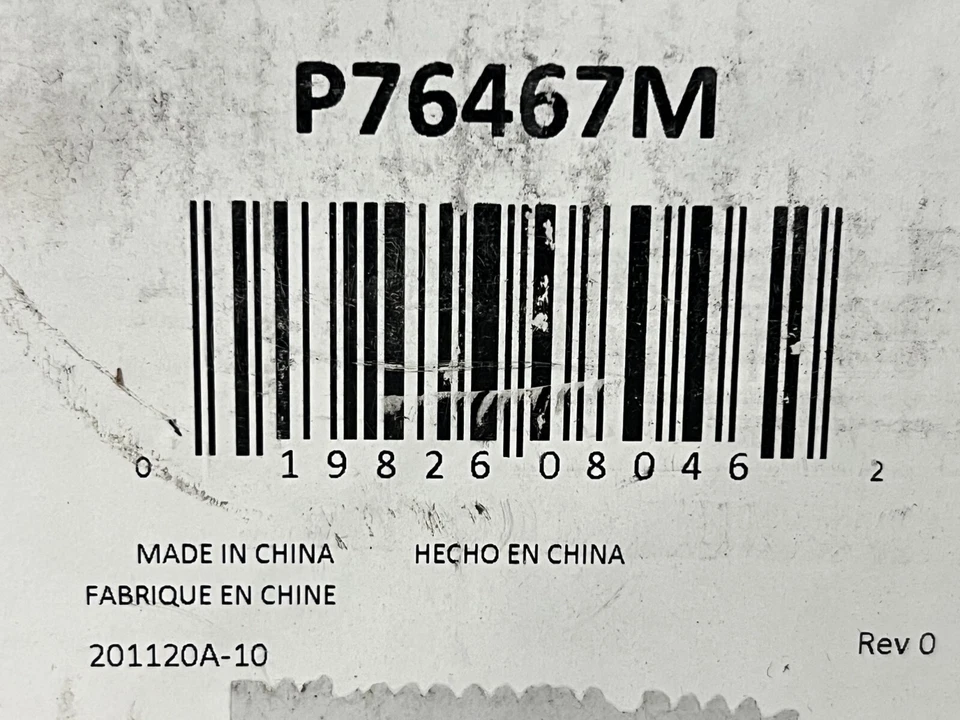 P76467M
0 19826 08046 2
MADE IN CHINA HECHO EN CHINA
FABRIQUE EN CHINE
201120A-10 Rev 0